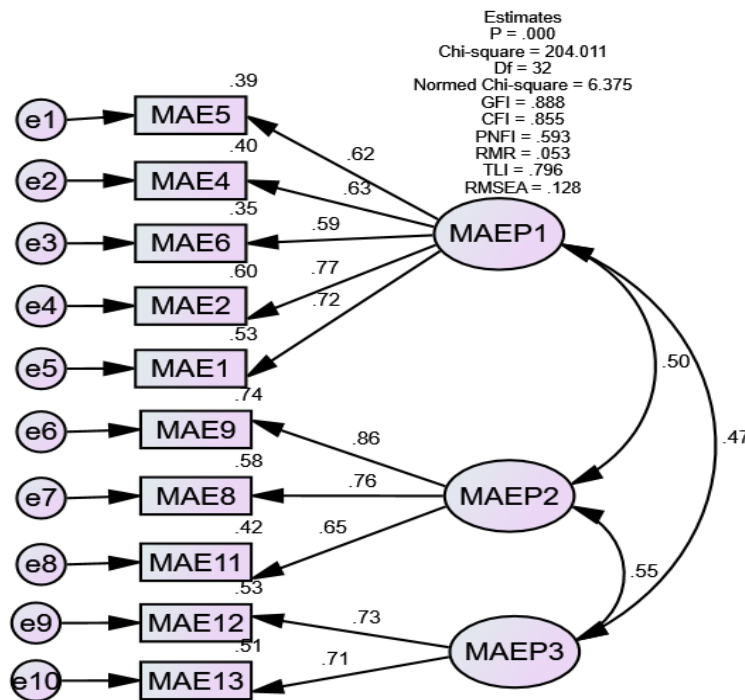 Estimates
P = .000
Chi-square = 204.011
Df = 32
Normed Chi-square = 6.375
GFI = .888
CFI = .855
PNFI = .593
RMR = .053
TLI = .796
RMSEA = .128
.39
e1
MAE5
.62
.40
e2
MAE4
.63
.35
e3
MAE6
.59
MAEP1
.60
e4
MAE2
.77
.53
e5
MAE1
.72
.50
.47
.74
e6
MAE9
.86
.58
e7
MAE8
.76
MAEP2
.42
e8
MAE11
.65
.55
.53
e9
MAE12
.73
.51
e10
MAE13
.71
MAEP3